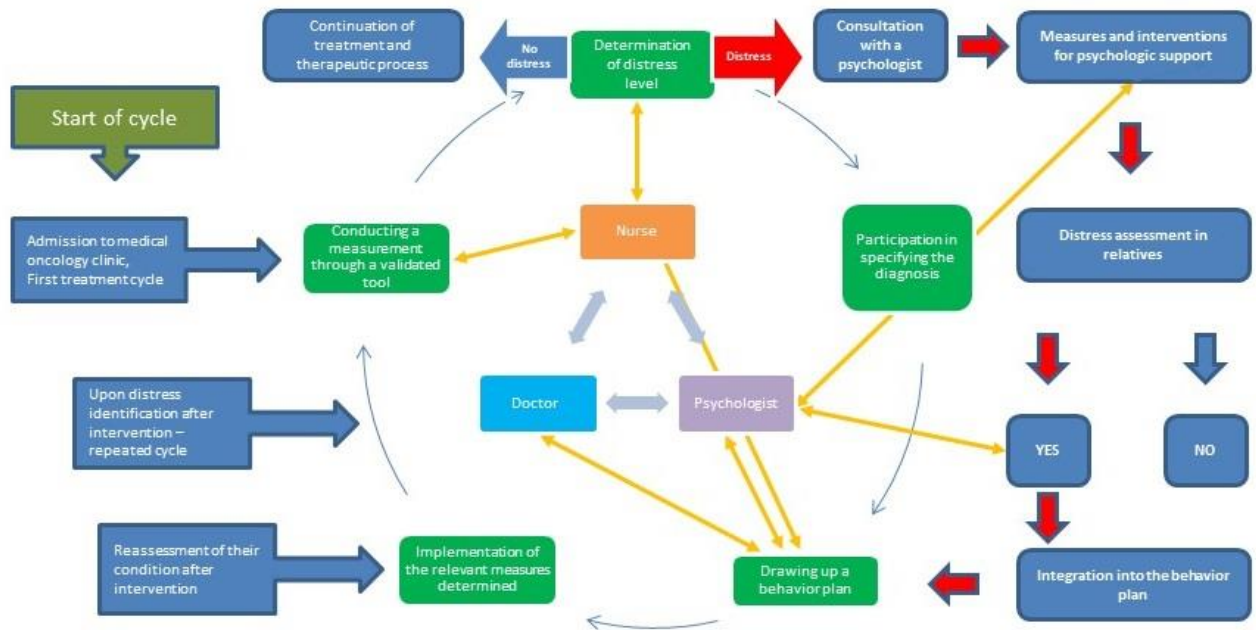 Continuation of
treatment and
therapeutic process
No
distress
Determination
of distress
level
Distress
Consultation
with a
psychologist
Measures and interventions
for psychologic support
Start of cycle
Admission to medical
oncology clinic,
First treatment cycle
Conducting a
measurement
through a validated
tool
Nurse
Participation in
specifying the
diagnosis
Distress assessment in
relatives
Upon distress
identification after
intervention –
repeated cycle
Doctor
Psychologist
YES
NO
Reassessment of their
condition after
intervention
Implementation of
the relevant measures
determined
Drawing up a
behavior plan
Integration into the behavior
plan